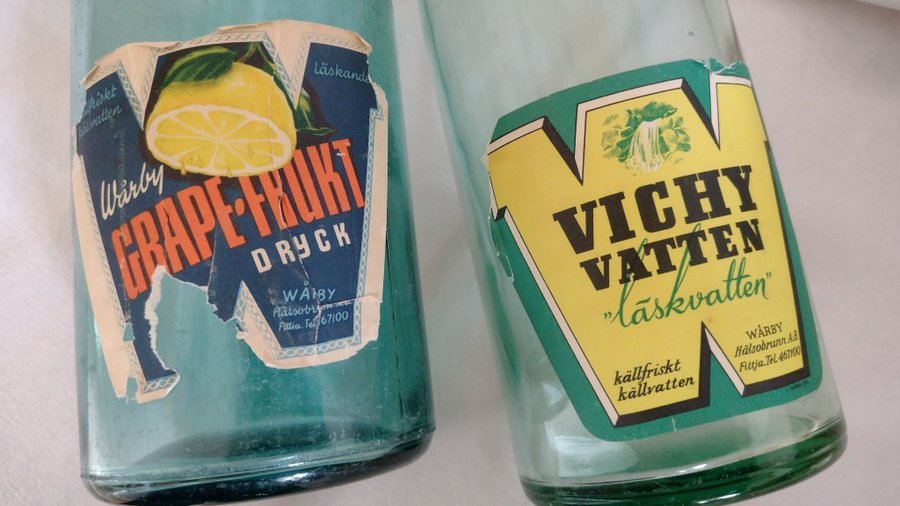 källfriskt
källvatten
läskande
Wårby
GRAPE-FRUKT
DRYCK
WÅRBY
Hälsobrunn
Fittja. Tel. 467100
VICHY
VATTEN
„läskvatten"
WÅRBY
Hälsobrunn A.B.
Fittja. Tel. 467100
källfriskt
källvatten